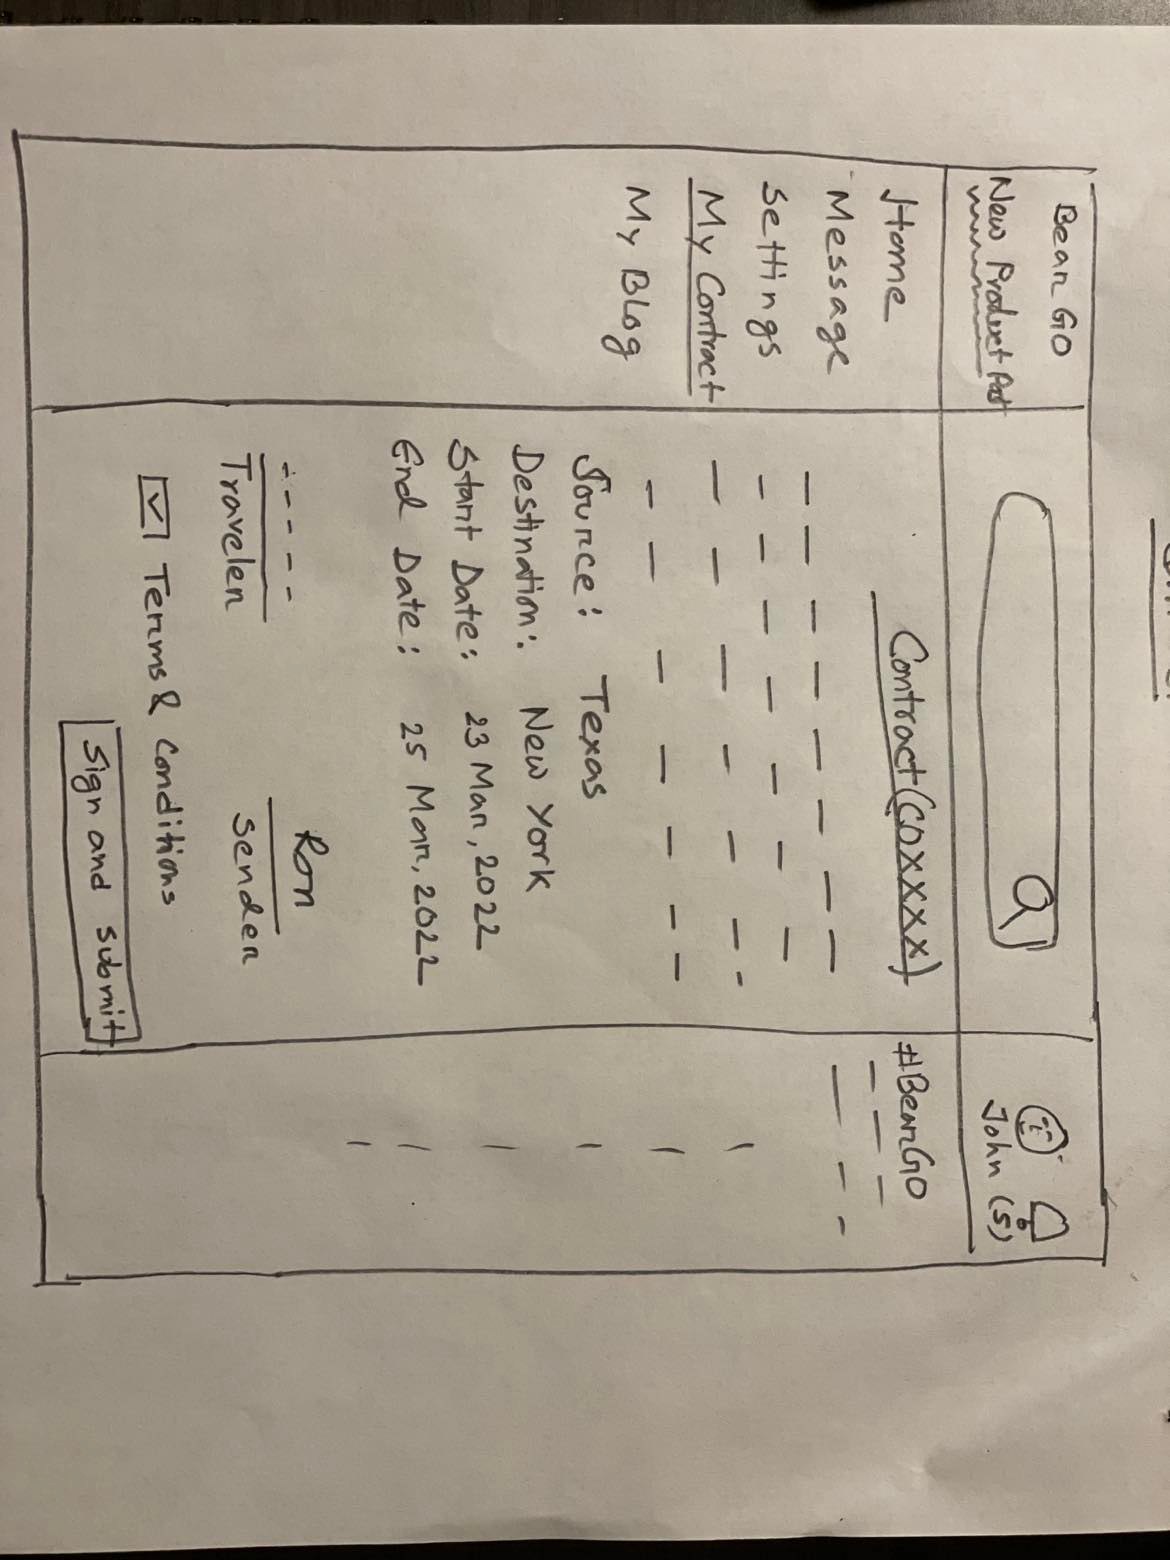 Bear GO
New Product Post
John (5)
Home
Message
Settings
My Contract
My Blog
Contract (COXXXX)
Source: Texas
Destination: New York
Start Date: 23 Mar, 2022
End Date: 25 Mar, 2022
Traveler
Ron
Sender
Terms & Conditions
Sign and Submit
#BearGO